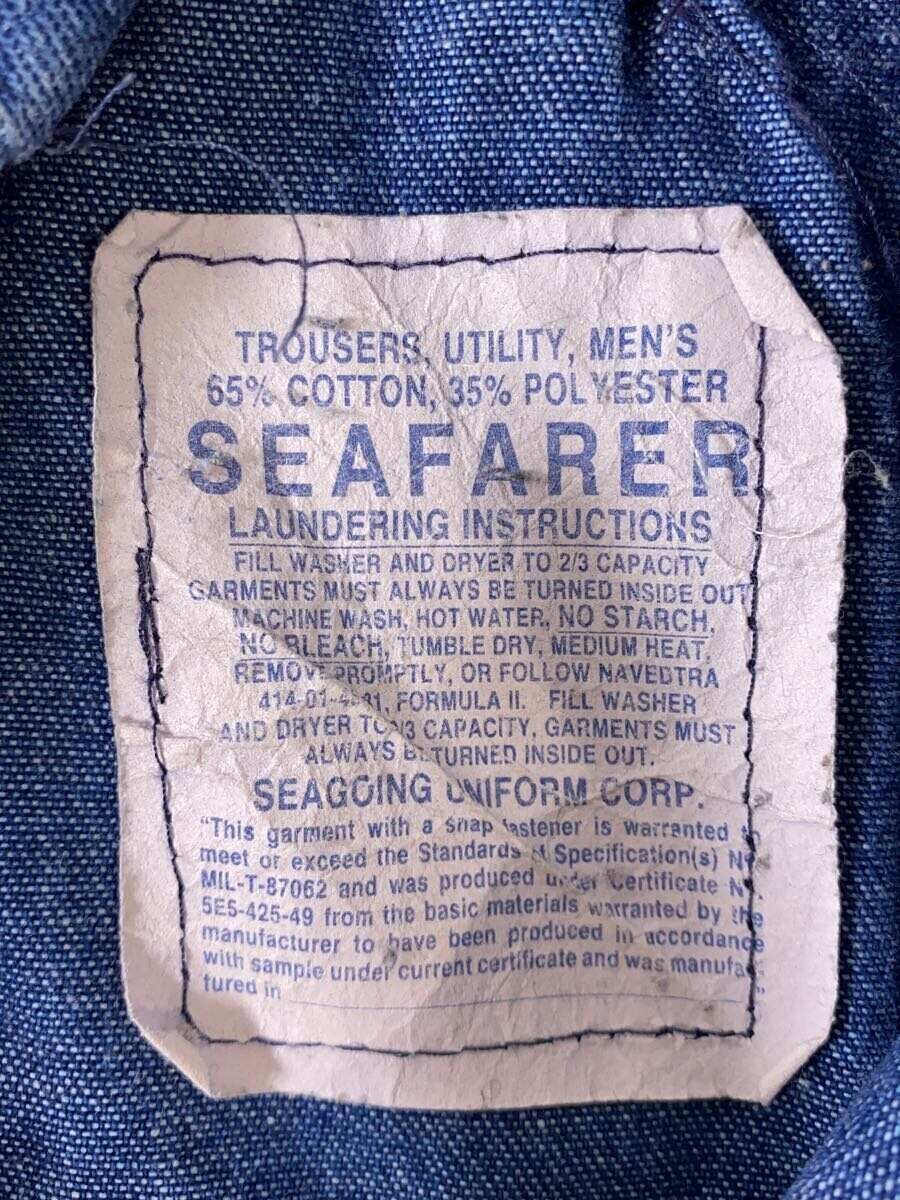 TROUSERS, UTILITY, MEN'S
65% COTTON, 35% POLYESTER
SEAFARER
LAUNDERING INSTRUCTIONS
FILL WASHER AND DRYER TO 2/3 CAPACITY
GARMENTS MUST ALWAYS BE TURNED INSIDE OUT
MACHINE WASH, HOT WATER, NO STARCH,
NO BLEACH, TUMBLE DRY, MEDIUM HEAT,
REMOVE PROMPTLY, OR FOLLOW NAVEDTRA
FORMULA II. FILL WASHER
AND DRYER TO 2/3 CAPACITY, GARMENTS MUST
ALWAYS BE TURNED INSIDE OUT.
SEAGOING UNIFORM CORP.
"This garment with a snap fastener is warranted to
meet or exceed the Standards Specification(s) No.
MIL-T-87062 and was produced under Certificate No.
5E5-425-49 from the basic materials warranted by the
manufacturer to have been produced in accordance
with sample under current certificate and was manufac-
tured in "